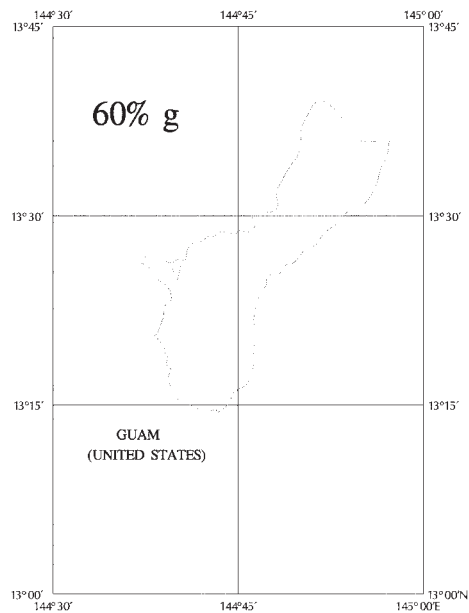 144°30′ 144°45′ 145°00′
13°45′ 13°45′
60% g
13°30′ 13°30′
13°15′ 13°15′
GUAM
(UNITED STATES)
13°00′ 13°00′N
144°30′ 144°45′ 145°00′E